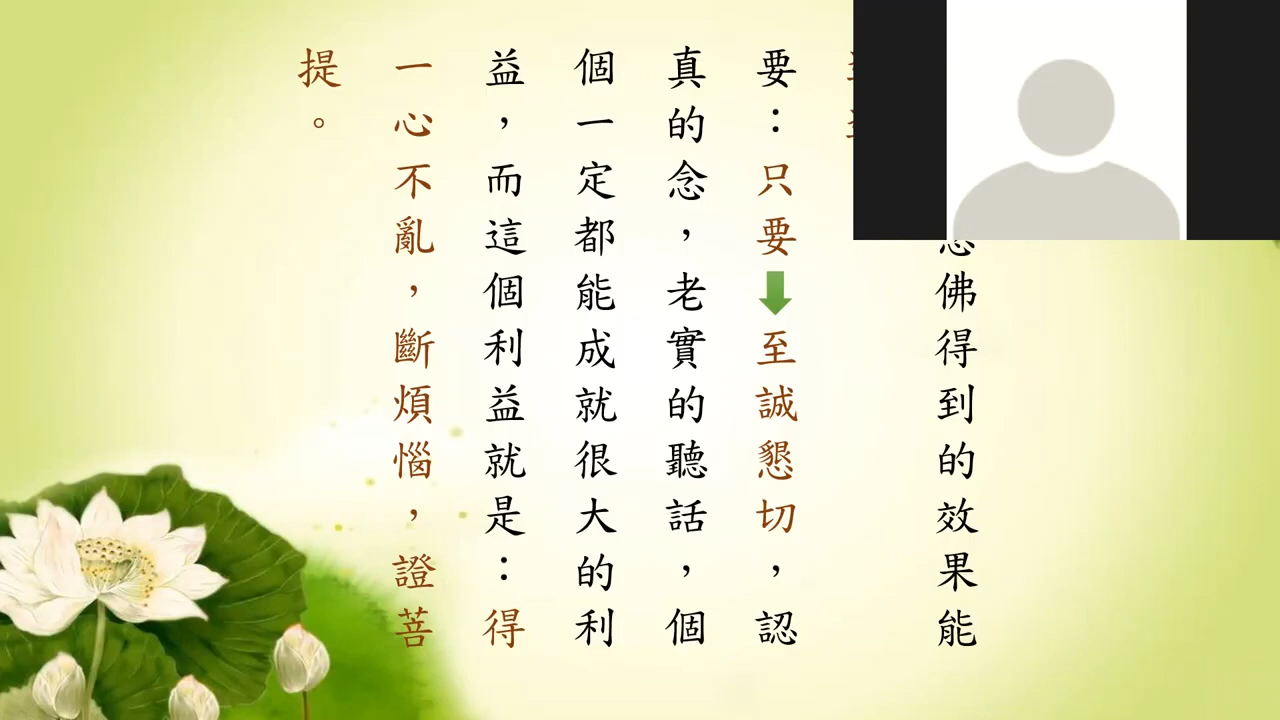 佛得到的效果能
要：只要至誠懇切，認
真的念，老實的聽話，個
個一定都能成就很大的利
益，而這個利益就是：得
一心不亂，斷煩惱，證菩
提。